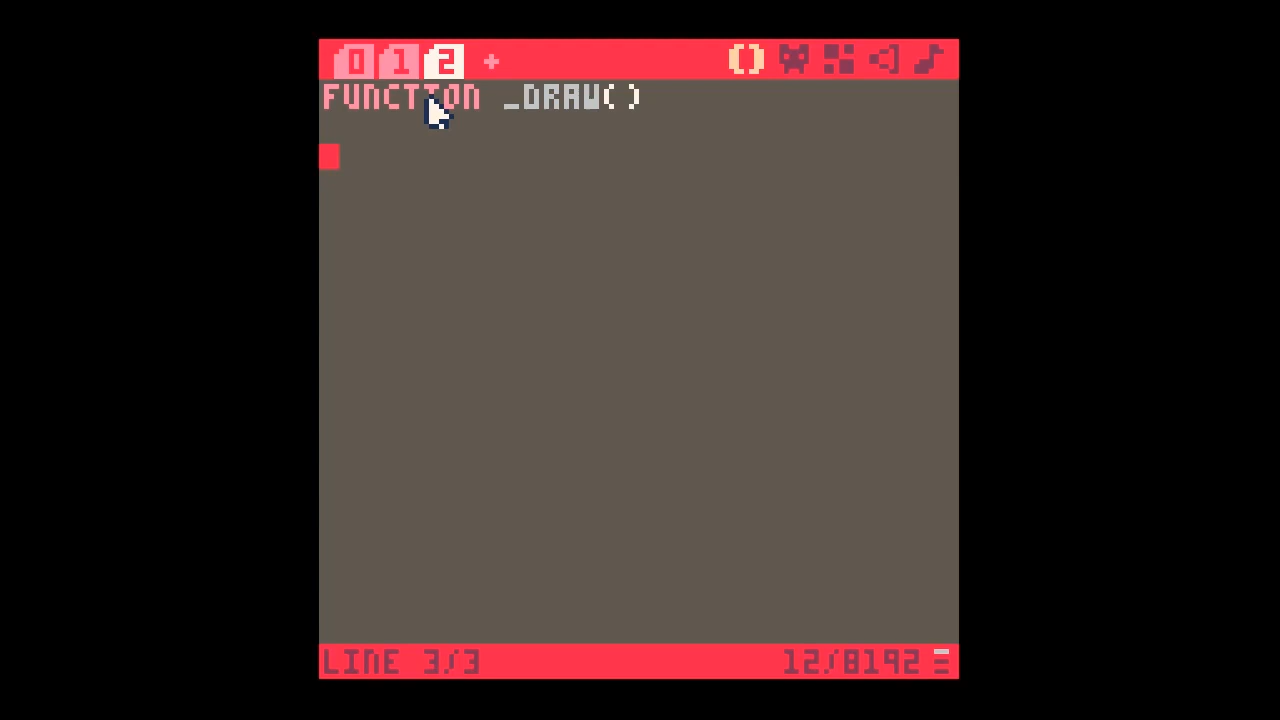 0 1 2 +
FUNCTION _DRAW()
LINE 3/3 12/8192